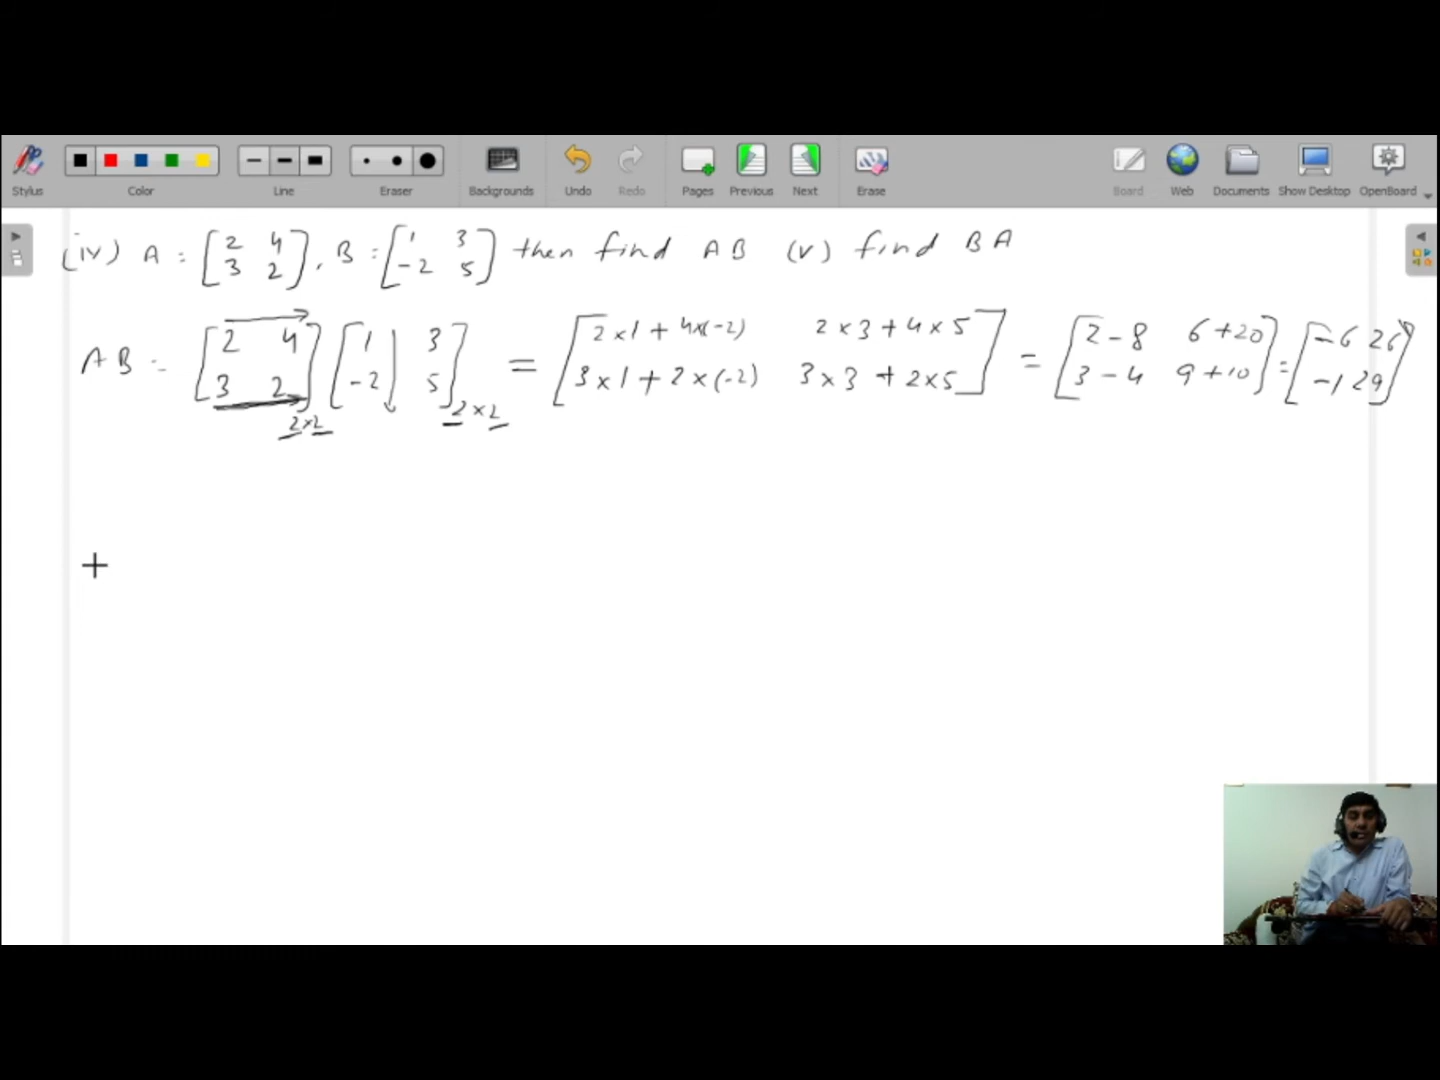 Stylus Color Line Eraser Backgrounds Undo Redo Pages Previous Next Erase Board Web Documents Show Desktop OpenBoard
(iv) A = [2 4 3 2], B = [1 3 -2 5] then find AB (v) find BA
AB = [2 4 3 2] 2×2 [1 3 -2 5] 2×2 = [2×1+4×(-2) 2×3+4×5 3×1+2×(-2) 3×3+2×5] = [2-8 6+20 3-4 9+10] = [-6 26 -1 29]